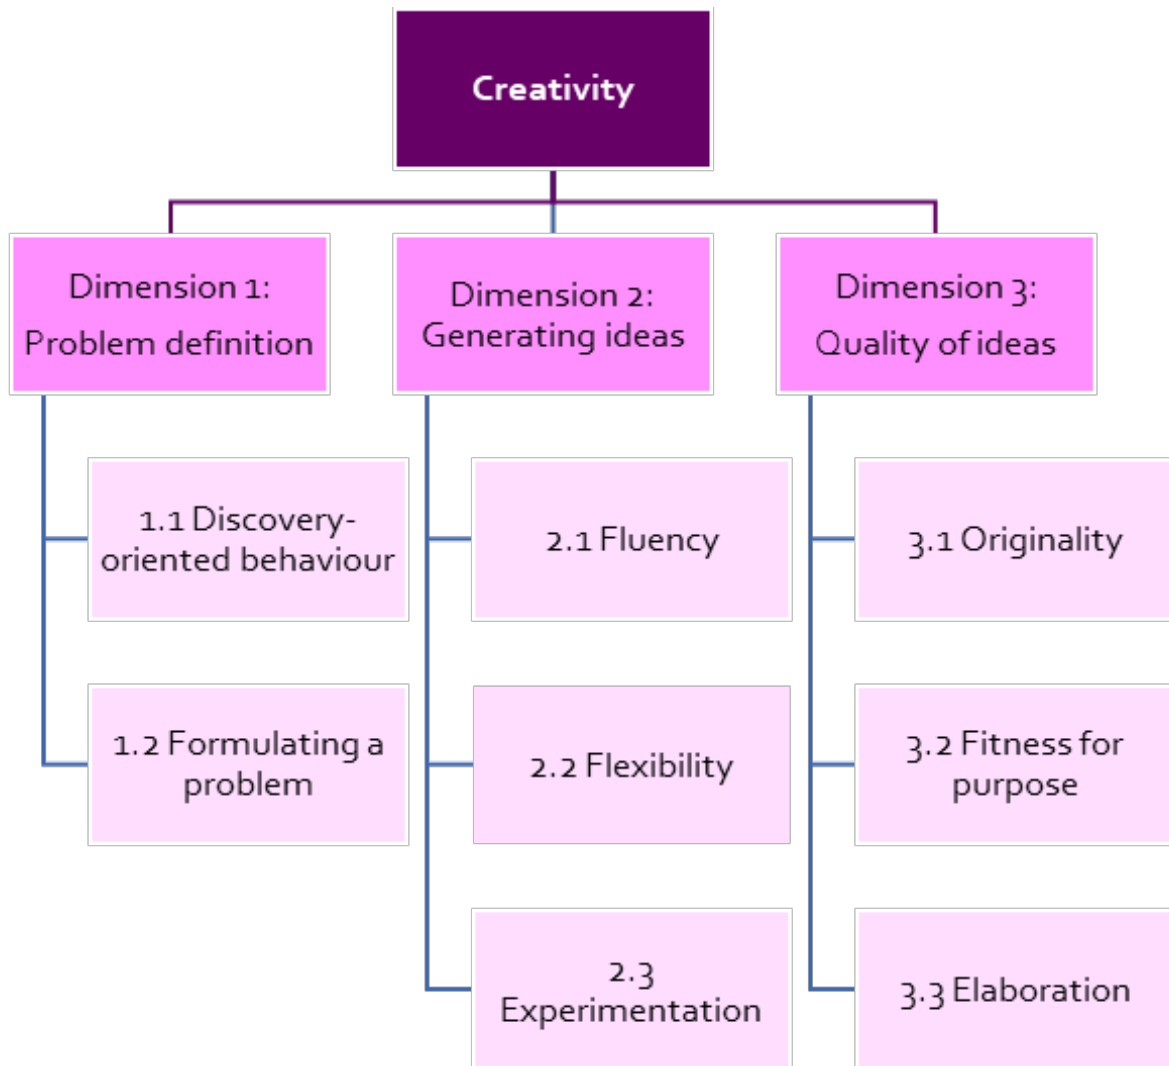 Creativity
Dimension 1:
Problem definition
Dimension 2:
Generating ideas
Dimension 3:
Quality of ideas
1.1 Discovery-
oriented behaviour
1.2 Formulating a
problem
2.1 Fluency
2.2 Flexibility
2.3
Experimentation
3.1 Originality
3.2 Fitness for
purpose
3.3 Elaboration